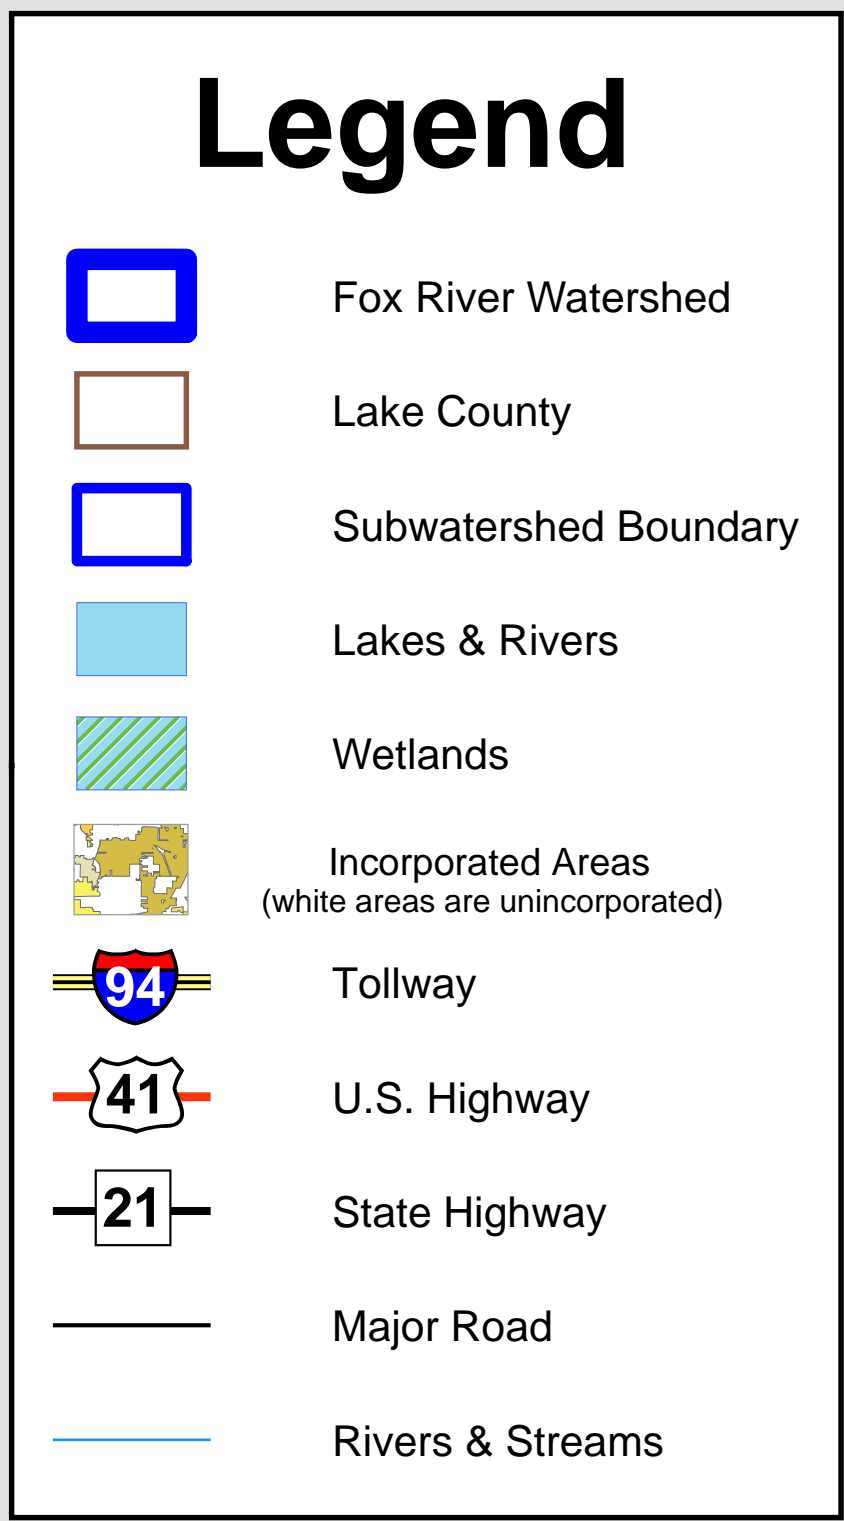 Legend
Fox River Watershed
Lake County
Subwatershed Boundary
Lakes & Rivers
Wetlands
Incorporated Areas
(white areas are unincorporated)
94 Tollway
41 U.S. Highway
21 State Highway
Major Road
Rivers & Streams